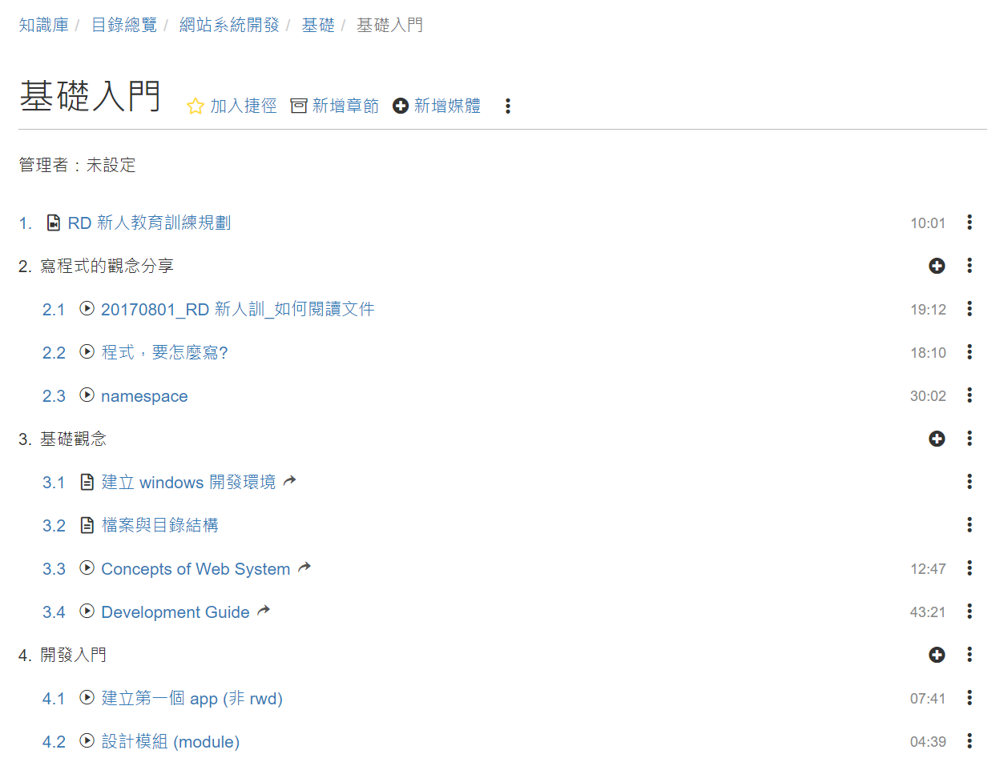 知識庫 / 目錄總覽 / 網站系統開發 / 基礎 / 基礎入門
基礎入門 加入捷徑 新增章節 新增媒體
管理者：未設定
1. RD 新人教育訓練規劃 10:01
2. 寫程式的觀念分享
2.1 20170801_RD 新人訓_如何閱讀文件 19:12
2.2 程式，要怎麼寫? 18:10
2.3 namespace 30:02
3. 基礎觀念
3.1 建立 windows 開發環境
3.2 檔案與目錄結構
3.3 Concepts of Web System 12:47
3.4 Development Guide 43:21
4. 開發入門
4.1 建立第一個 app (非 rwd) 07:41
4.2 設計模組 (module) 04:39